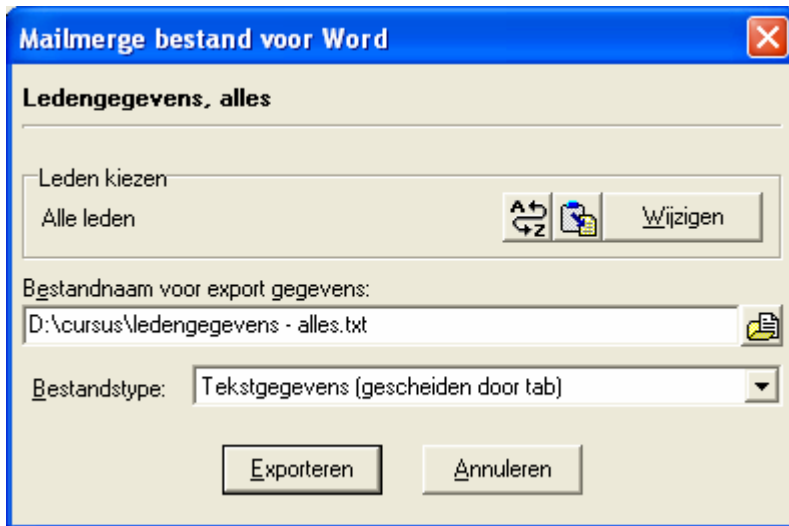 Mailmerge bestand voor Word
Ledengegevens, alles
Leden kiezen
Alle leden
A
Z
Wijzigen
Bestandnaam voor export gegevens:
D:\cursus\ledengegevens - alles.txt
Bestandstype: Tekstgegevens (gescheiden door tab)
Exporteren Annuleren